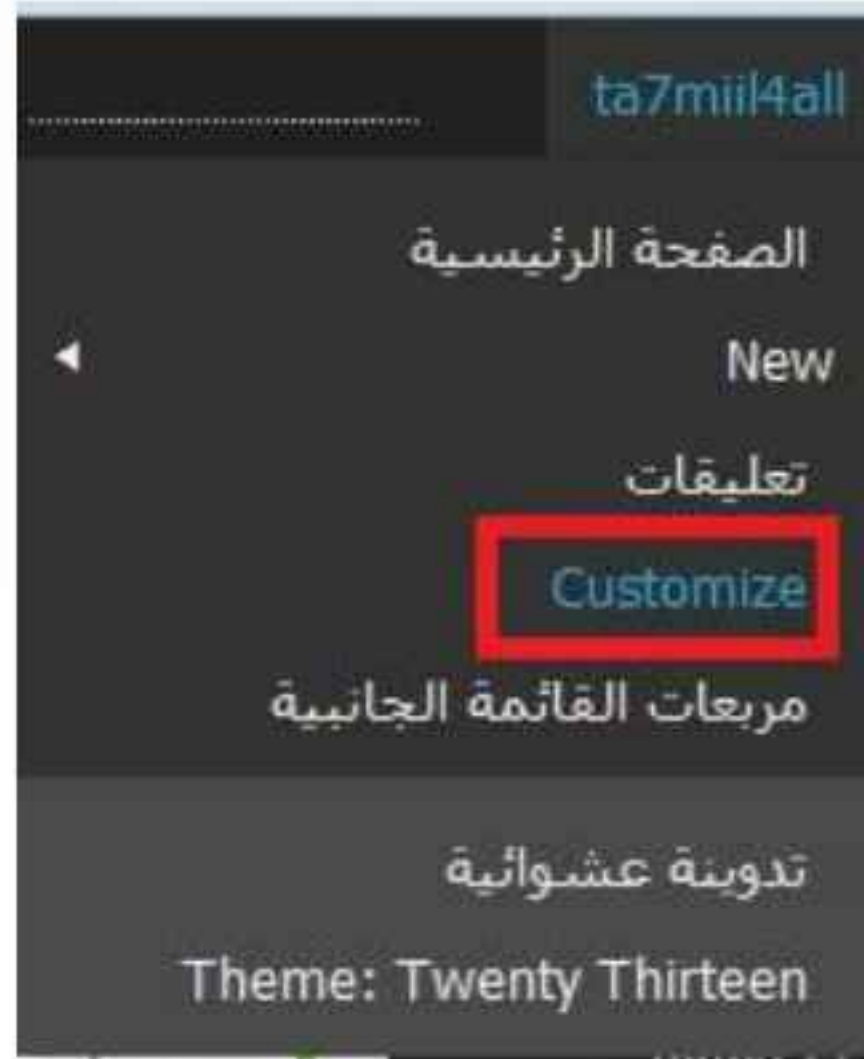 ta7miil4all
الصفحة الرئيسية
New
تعليقات
Customize
مربعات القائمة الجانبية
تدوينة عشوائية
Theme: Twenty Thirteen